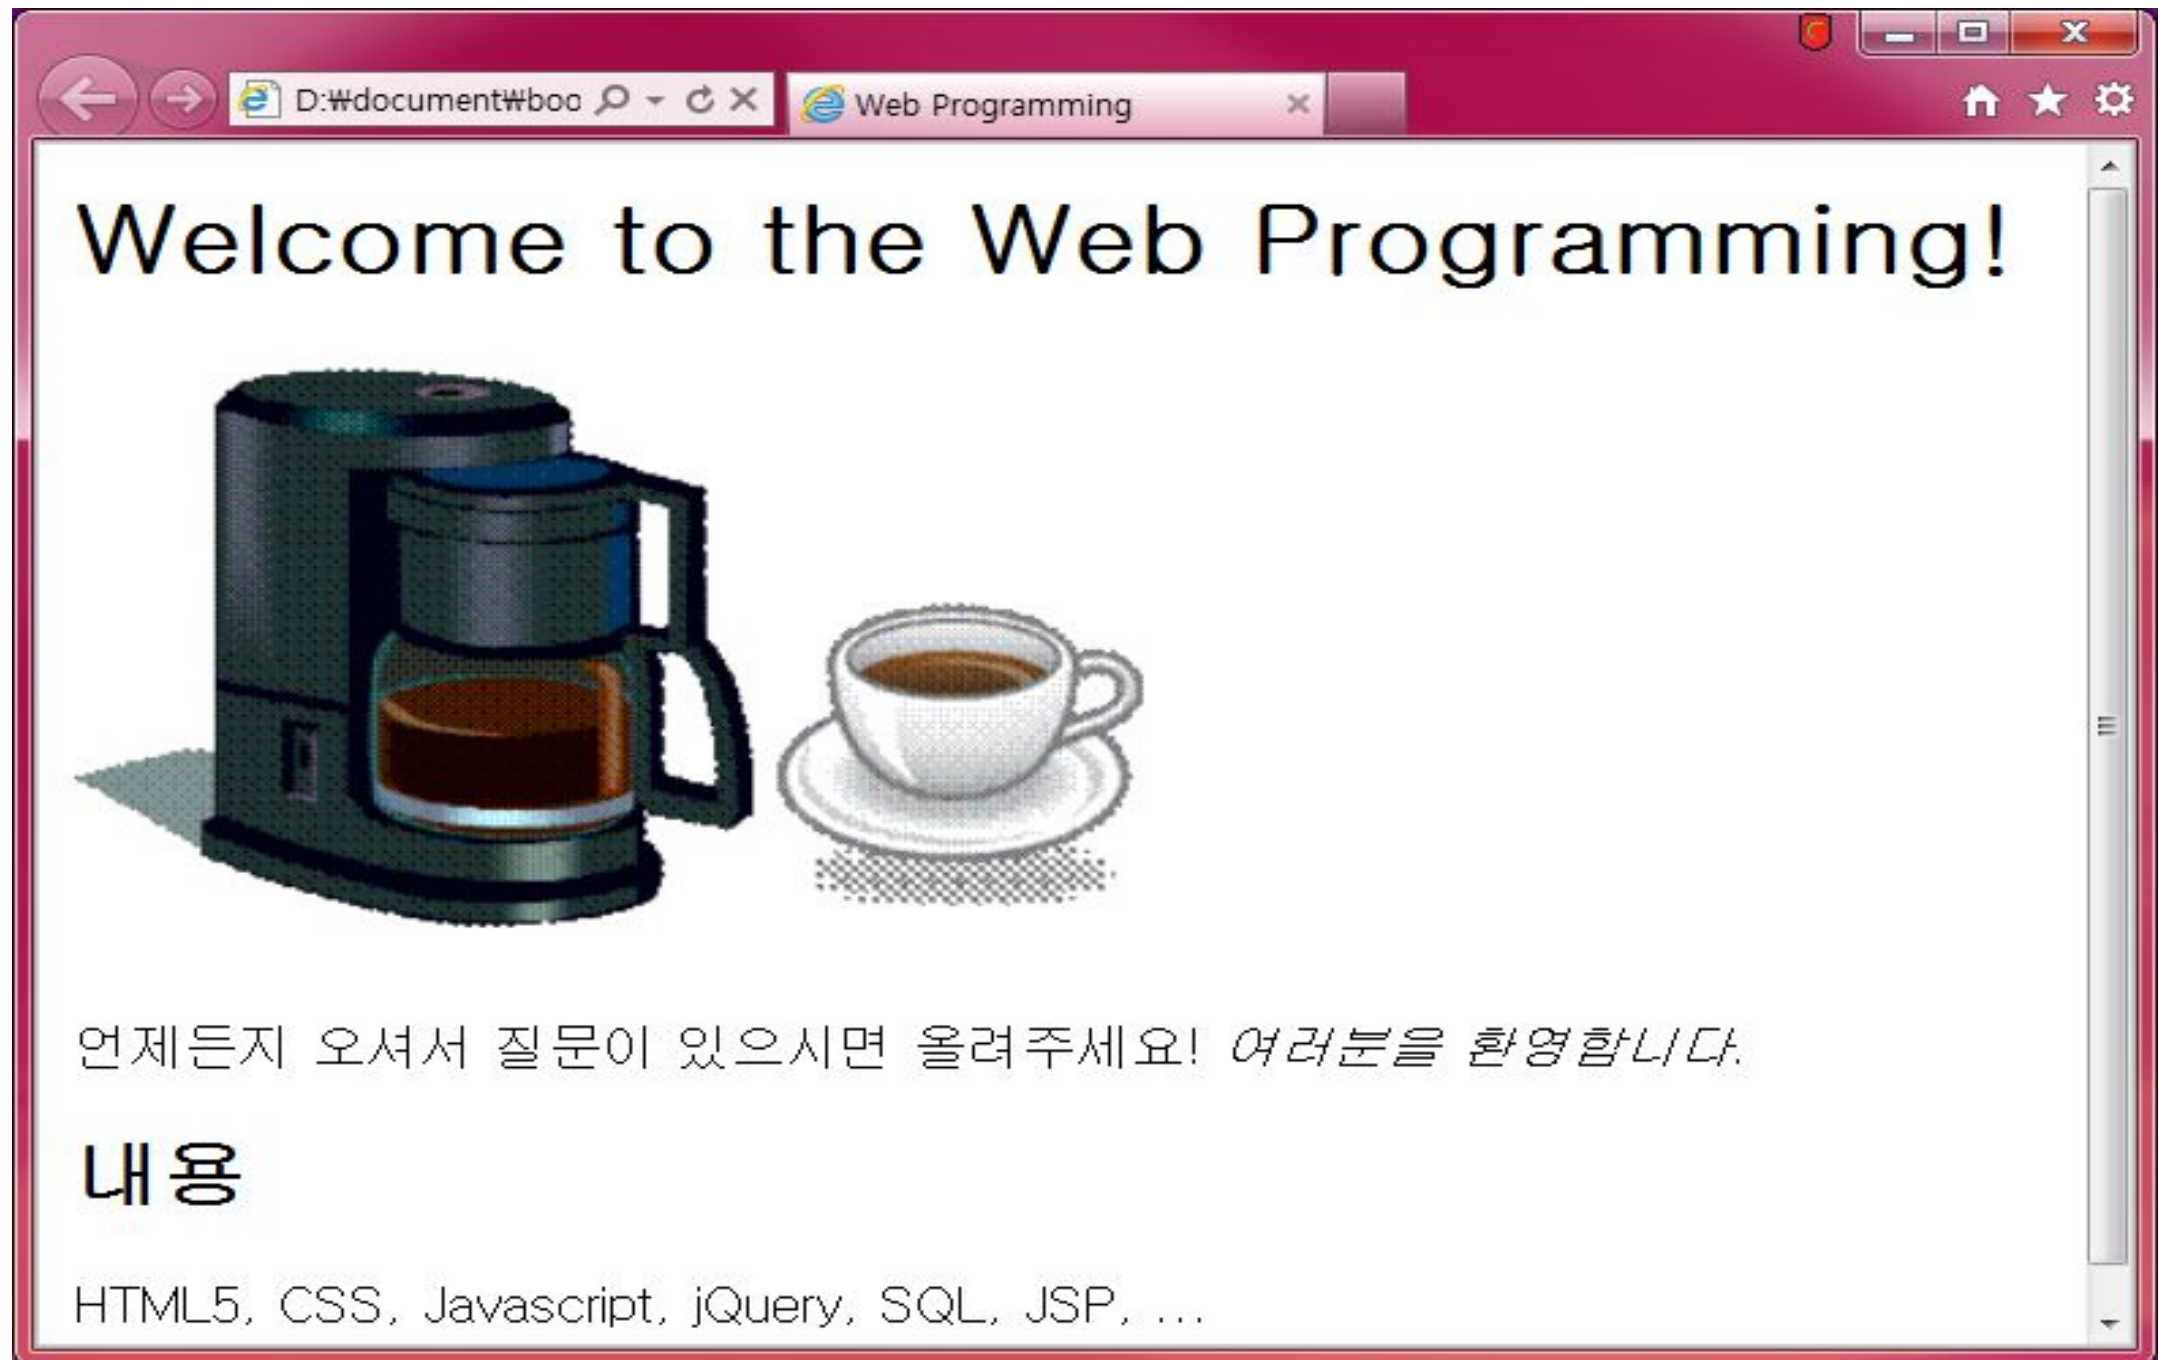 D:₩document₩boo
Web Programming
Welcome to the Web Programming!
언제든지 오셔서 질문이 있으시면 올려주세요! 여러분을 환영합니다.
내용
HTML5, CSS, Javascript, jQuery, SQL, JSP, ...